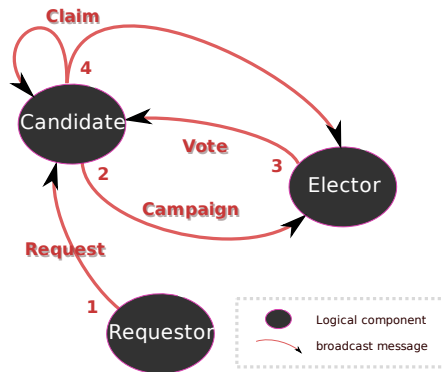 Claim
4
Candidate
Vote
3
2
Elector
Campaign
Request
1
Requestor
Logical component
broadcast message